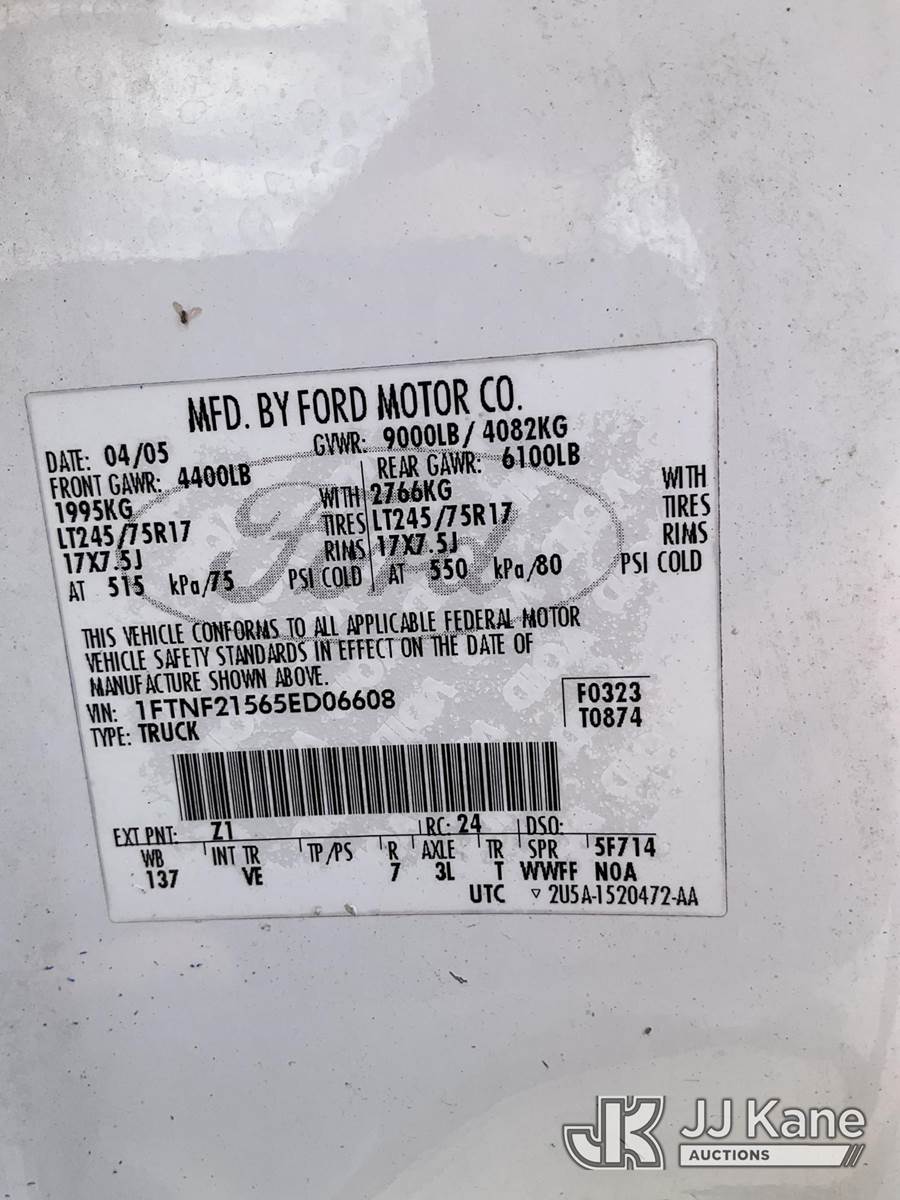 MFD. BY FORD MOTOR CO.
DATE: 04/05 GVWR: 9000LB/ 4082KG
FRONT GAWR: 4400LB REAR GAWR: 6100LB
1995KG WITH 2766KG WITH
LT245/75R17 TIRES LT245/75R17 TIRES
17X7.5J RIMS 17X7.5J RIMS
AT 515 kPa/75 PSI COLD AT 550 kPa/80 PSI COLD
THIS VEHICLE CONFORMS TO ALL APPLICABLE FEDERAL MOTOR
VEHICLE SAFETY STANDARDS IN EFFECT ON THE DATE OF
MANUFACTURE SHOWN ABOVE.
VIN: 1FTNF21565ED06608 F0323
TYPE: TRUCK T0874
EXT PNT: Z1 RC: 24 DSO:
WB INT TR TP/PS R AXLE TR SPR 5F714
137 VE 7 3L T WWFF N0A
UTC ▿ 2U5A-1520472-AA
Ford
JK JJ Kane
AUCTIONS